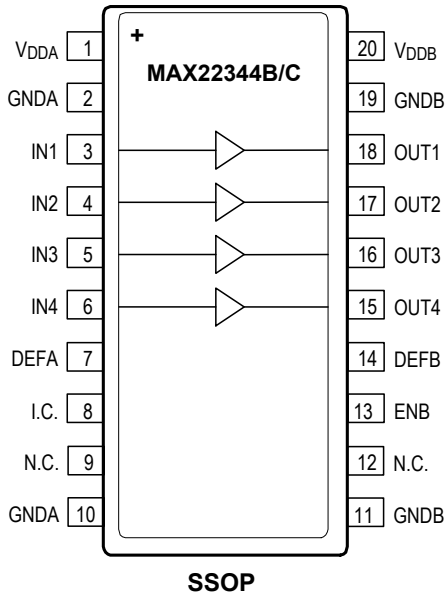 +
MAX22344B/C
VDDA 1 20 VDDB
GNDA 2 19 GNDB
IN1 3 18 OUT1
IN2 4 17 OUT2
IN3 5 16 OUT3
IN4 6 15 OUT4
DEFA 7 14 DEFB
I.C. 8 13 ENB
N.C. 9 12 N.C.
GNDA 10 11 GNDB
SSOP